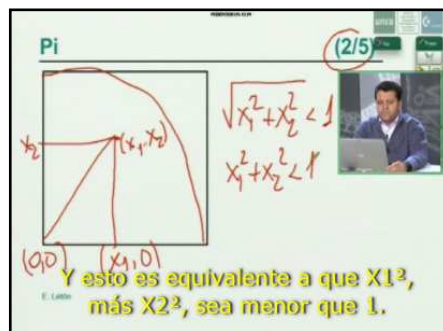 Pi
(2/5)
√x₁²+x₂² < 1
x₂
(x₁,x₂)
x₁²+x₂² < 1
(0,0)
(x₁,0)
Y esto es equivalente a que X1²,
más X2², sea menor que 1.
E. Letón